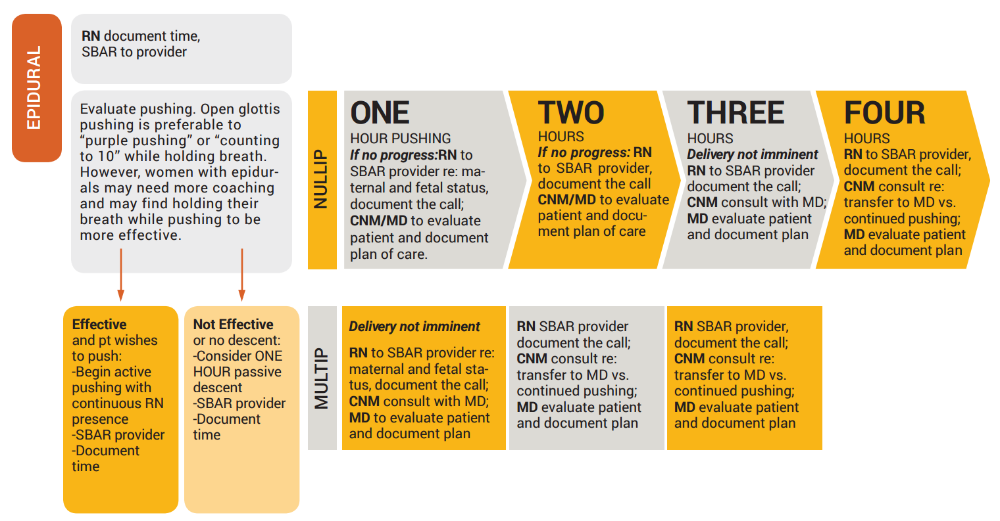 EPIDURAL
RN document time,
SBAR to provider
Evaluate pushing. Open glottis
pushing is preferable to
“purple pushing” or “counting
to 10” while holding breath.
However, women with epidur-
als may need more coaching
and may find holding their
breath while pushing to be
more effective.
Effective
and pt wishes
to push:
-Begin active
pushing with
continuous RN
presence
-SBAR provider
-Document
time
Not Effective
or no descent:
-Consider ONE
HOUR passive
descent
-SBAR provider
-Document
time
NULLIP
ONE
HOUR PUSHING
If no progress:RN to
SBAR provider re: ma-
ternal and fetal status,
document the call;
CNM/MD to evaluate
patient and document
plan of care.
TWO
HOURS
If no progress: RN
to SBAR provider,
document the call
CNM/MD to evaluate
patient and docu-
ment plan of care
THREE
HOURS
Delivery not imminent
RN to SBAR provider
document the call;
CNM consult with MD;
MD evaluate patient
and document plan
FOUR
HOURS
RN to SBAR provider,
document the call;
CNM consult re:
transfer to MD vs.
continued pushing;
MD evaluate patient
and document plan
MULTIP
Delivery not imminent
RN to SBAR provider re:
maternal and fetal sta-
tus, document the call;
CNM consult with MD;
MD to evaluate patient
and document plan
RN SBAR provider
document the call;
CNM consult re:
transfer to MD vs.
continued pushing;
MD evaluate patient
and document plan
RN SBAR provider,
document the call;
CNM consult re:
transfer to MD vs.
continued pushing;
MD evaluate patient
and document plan